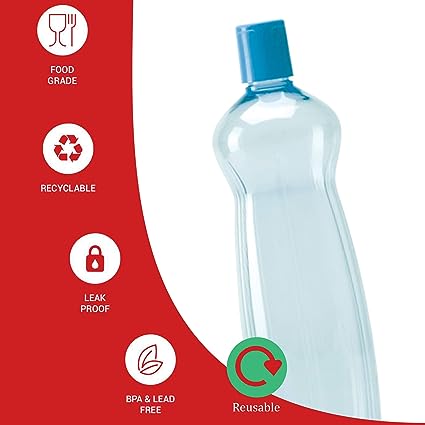 FOOD
GRADE
RECYCLABLE
LEAK
PROOF
BPA & LEAD
FREE
Reusable